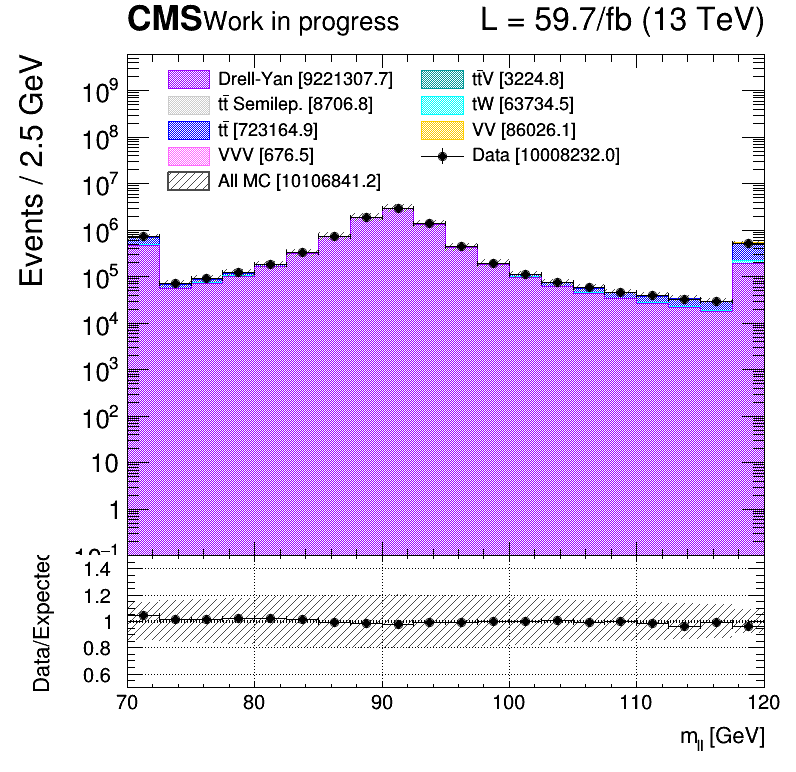 CMS Work in progress L = 59.7/fb (13 TeV)
Events / 2.5 GeV
Drell-Yan [9221307.7]
tt̄ Semilep. [8706.8]
tt̄ [723164.9]
VVV [676.5]
All MC [10106841.2]
tt̄V [3224.8]
tW [63734.5]
VV [86026.1]
Data [10008232.0]
10⁹
10⁸
10⁷
10⁶
10⁵
10⁴
10³
10²
10
1
10⁻¹
Data/Expected
1.4
1.2
1
0.8
0.6
70 80 90 100 110 120
m_ll [GeV]